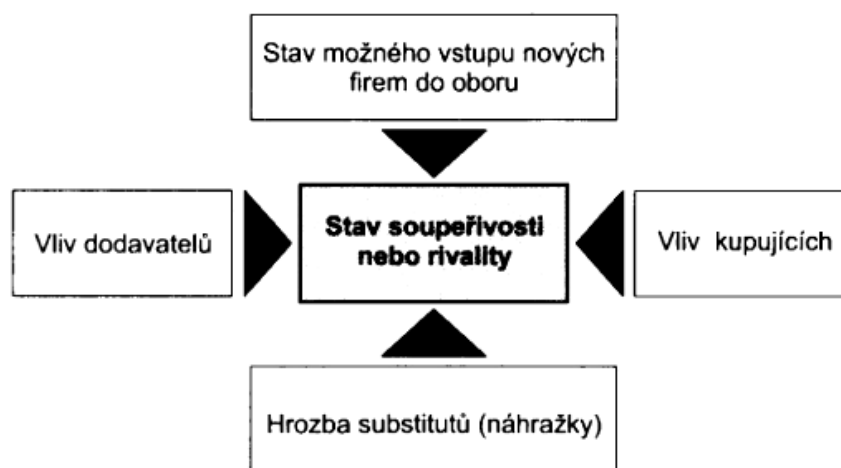 Stav možného vstupu nových
firem do oboru
Vliv dodavatelů
Stav soupeřivosti
nebo rivality
Vliv kupujících
Hrozba substitutů (náhražky)